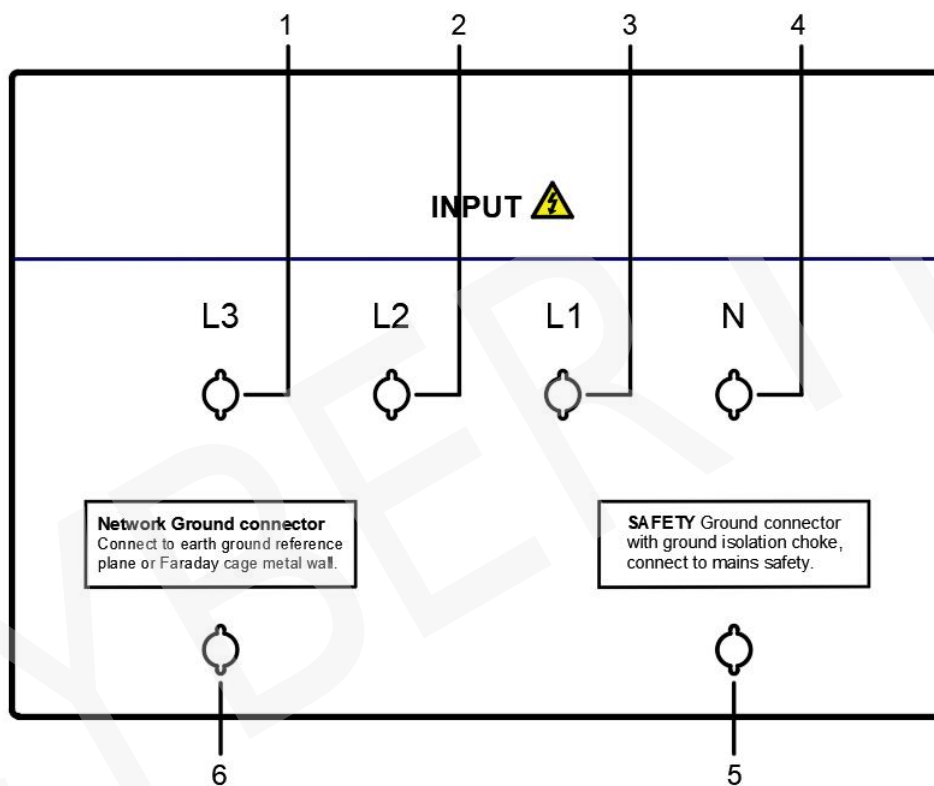 1 2 3 4
INPUT
L3 L2 L1 N
Network Ground connector
Connect to earth ground reference
plane or Faraday cage metal wall.
SAFETY Ground connector
with ground isolation choke,
connect to mains safety.
6 5